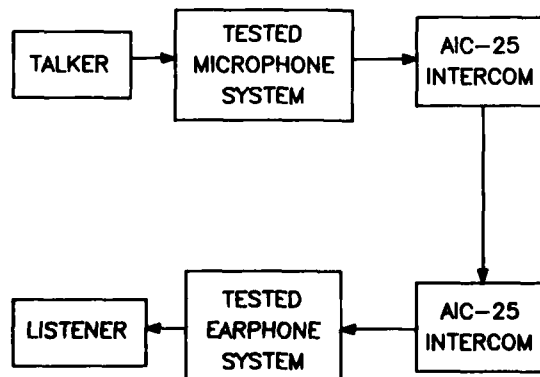 TALKER
TESTED
MICROPHONE
SYSTEM
AIC-25
INTERCOM
LISTENER
TESTED
EARPHONE
SYSTEM
AIC-25
INTERCOM